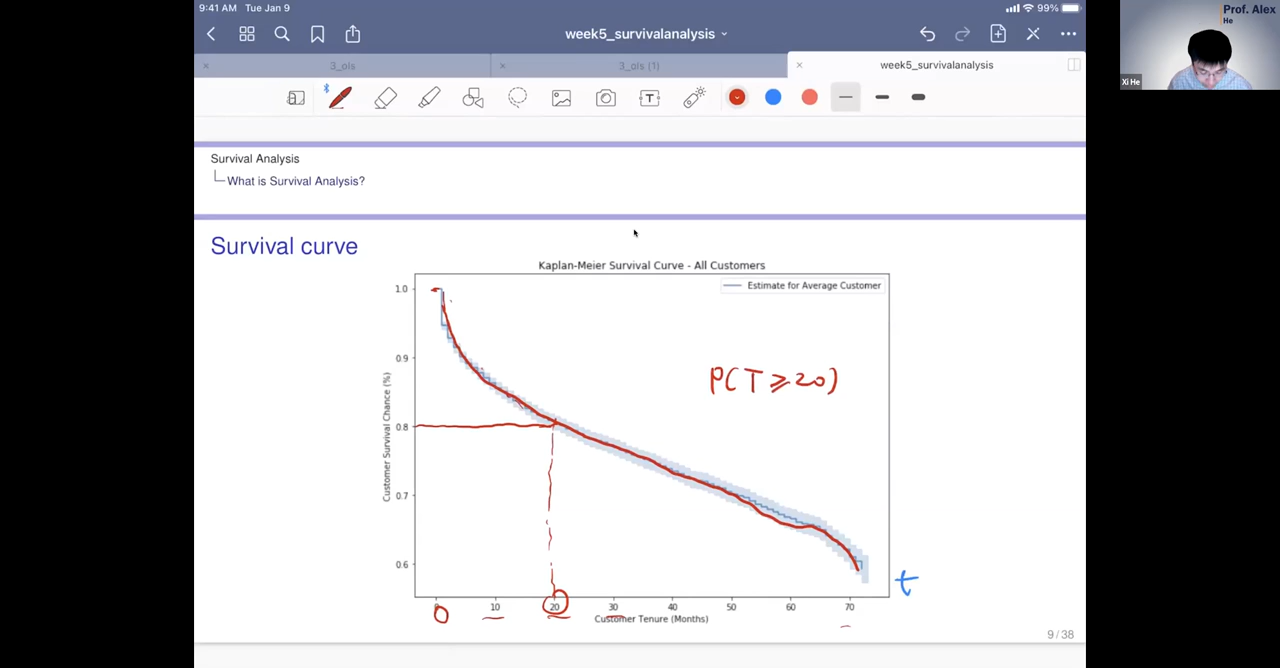 9:41 AM Tue Jan 9
99%
week5_survivalanalysis
3_ols
3_ols (1)
week5_survivalanalysis
Prof. Alex
He
Xi He
Survival Analysis
What is Survival Analysis?
Survival curve
Kaplan-Meier Survival Curve - All Customers
Estimate for Average Customer
1.0
0.9
0.8
0.7
0.6
Customer Survival Chance (%)
P(T ⩾ 20)
t
0
10
20
30
40
50
60
70
0
Customer Tenure (Months)
9 / 38